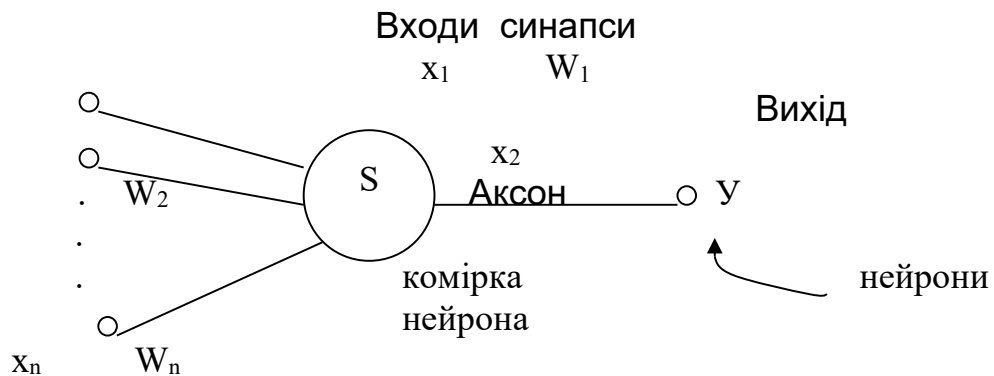 Входи синапси
x1 W1
Вихід
x2
S
W2
Аксон
У
.
.
.
комірка
нейрона
нейрони
xn Wn